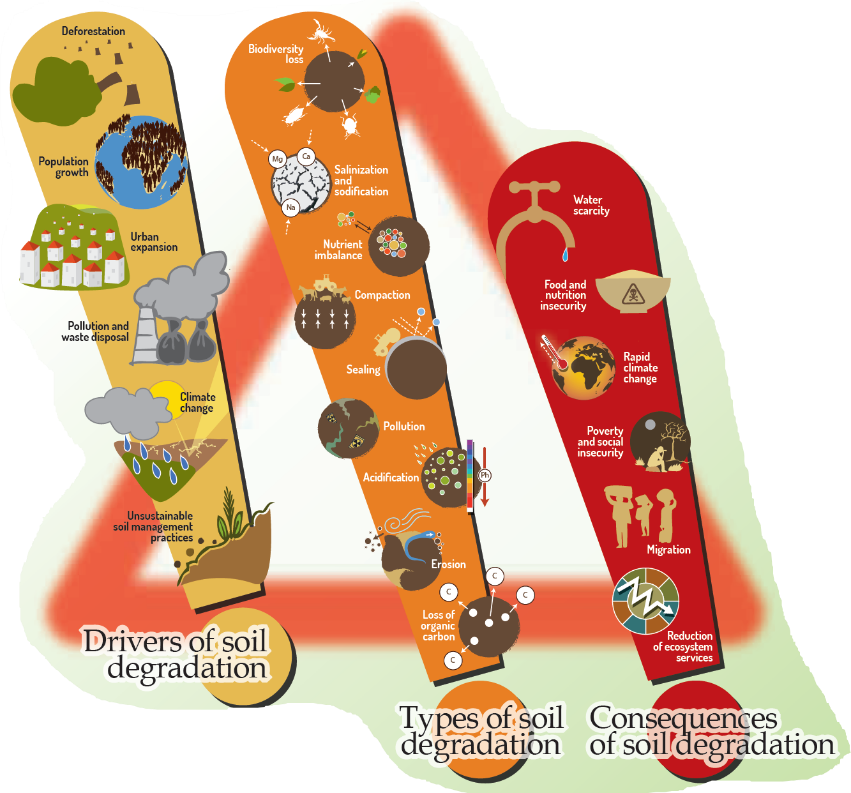 Deforestation
Population
growth
Urban
expansion
Pollution and
waste disposal
Climate
change
Unsustainable
soil management
practices
Drivers of soil
degradation
Biodiversity
loss
Mg
Ca
Na
Salinization
and
sodification
Nutrient
imbalance
Compaction
Sealing
Pollution
Acidification
Ph
Erosion
C
C
C
Loss of
organic
carbon
C
Types of soil
degradation
Water
scarcity
Food and
nutrition
insecurity
Rapid
climate
change
Poverty
and social
insecurity
Migration
Reduction
of ecosystem
services
Consequences
of soil degradation